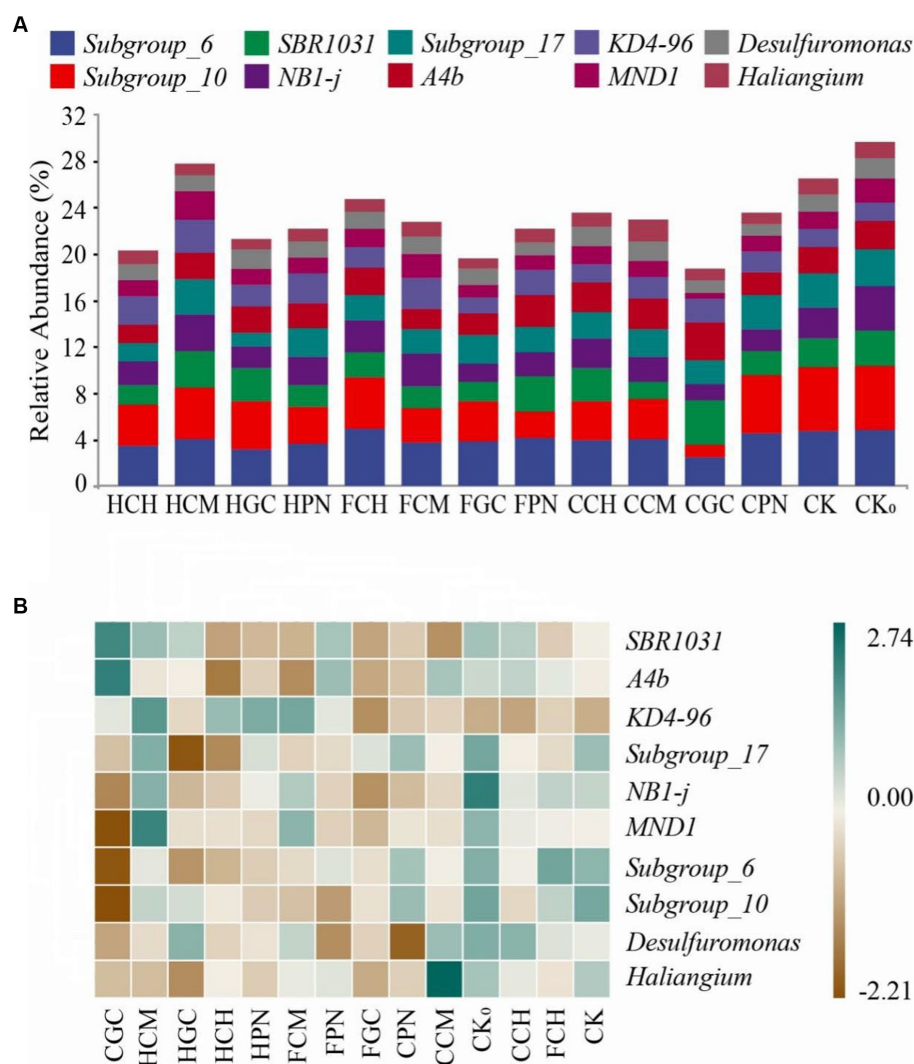 A
Subgroup_6 SBR1031 Subgroup_17 KD4-96 Desulfuromonas
Subgroup_10 NB1-j A4b MND1 Haliangium
Relative Abundance (%)
32
28
24
20
16
12
8
4
0
HCH HCM HGC HPN FCH FCM FGC FPN CCH CCM CGC CPN CK CK₀
B
SBR1031
A4b
KD4-96
Subgroup_17
NB1-j
MND1
Subgroup_6
Subgroup_10
Desulfuromonas
Haliangium
2.74
0.00
-2.21
CGC HCM HGC HCH HPN FCM FPN FGC CPN CCM CK₀ CCH FCH CK